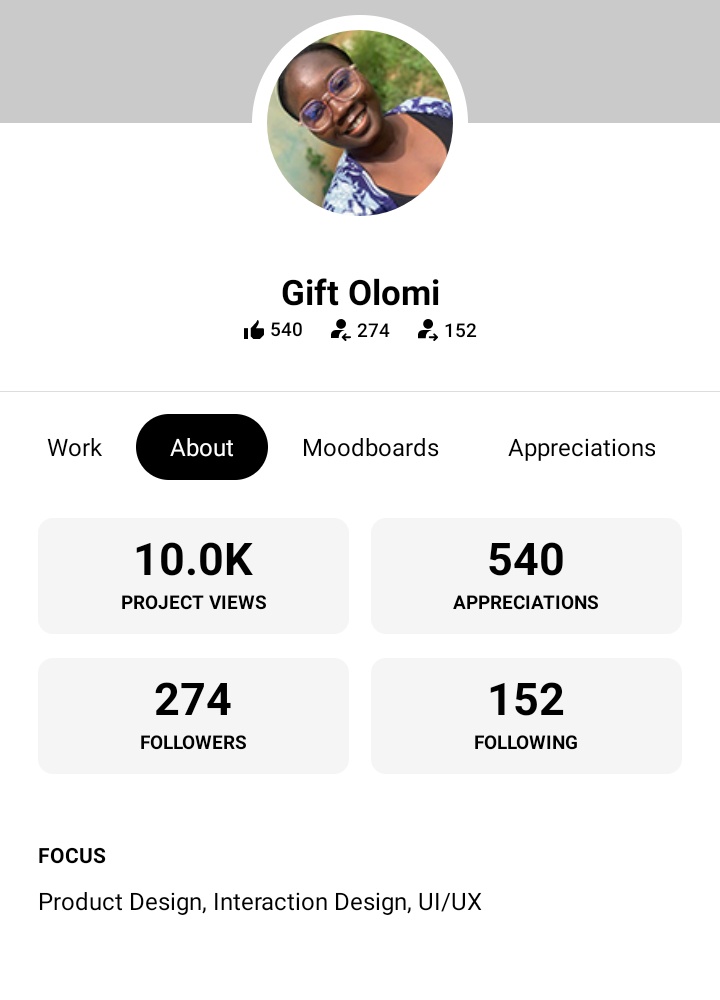 Gift Olomi
540 274 152
Work About Moodboards Appreciations
10.0K 540
PROJECT VIEWS APPRECIATIONS
274 152
FOLLOWERS FOLLOWING
FOCUS
Product Design, Interaction Design, UI/UX